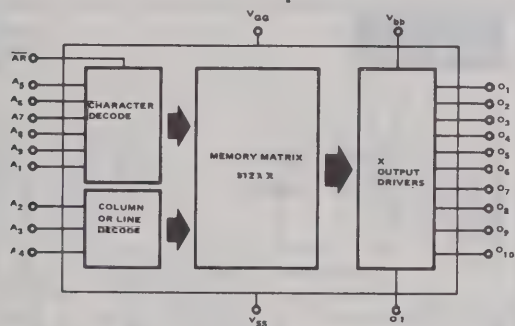 V_GG
V_bb
AR
A5
A6
A7
A8
A9
A1
CHARACTER
DECODE
A2
A3
A4
COLUMN
OR LINE
DECODE
MEMORY MATRIX
512 X X
X
OUTPUT
DRIVERS
O1
O2
O3
O4
O5
O6
O7
O8
O9
O10
V_SS